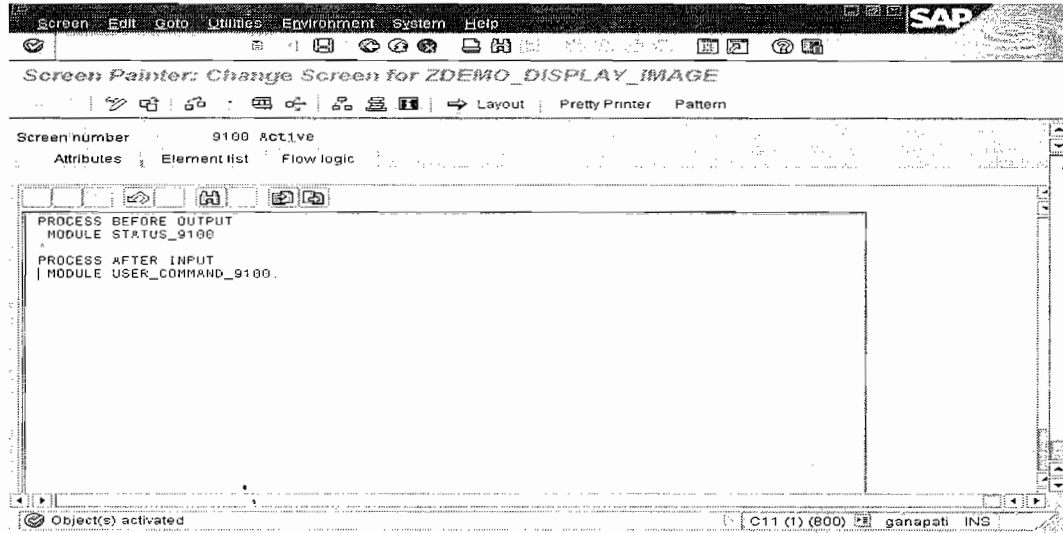 Screen Edit Goto Utilities Environment System Help
SAP
Screen Painter: Change Screen for ZDEMO_DISPLAY_IMAGE
Layout Pretty Printer Pattern
Screen number 9100 Active
Attributes Element list Flow logic
PROCESS BEFORE OUTPUT
MODULE STATUS_9100
PROCESS AFTER INPUT
MODULE USER_COMMAND_9100.
Object(s) activated C11 (1) (800) ganapati INS